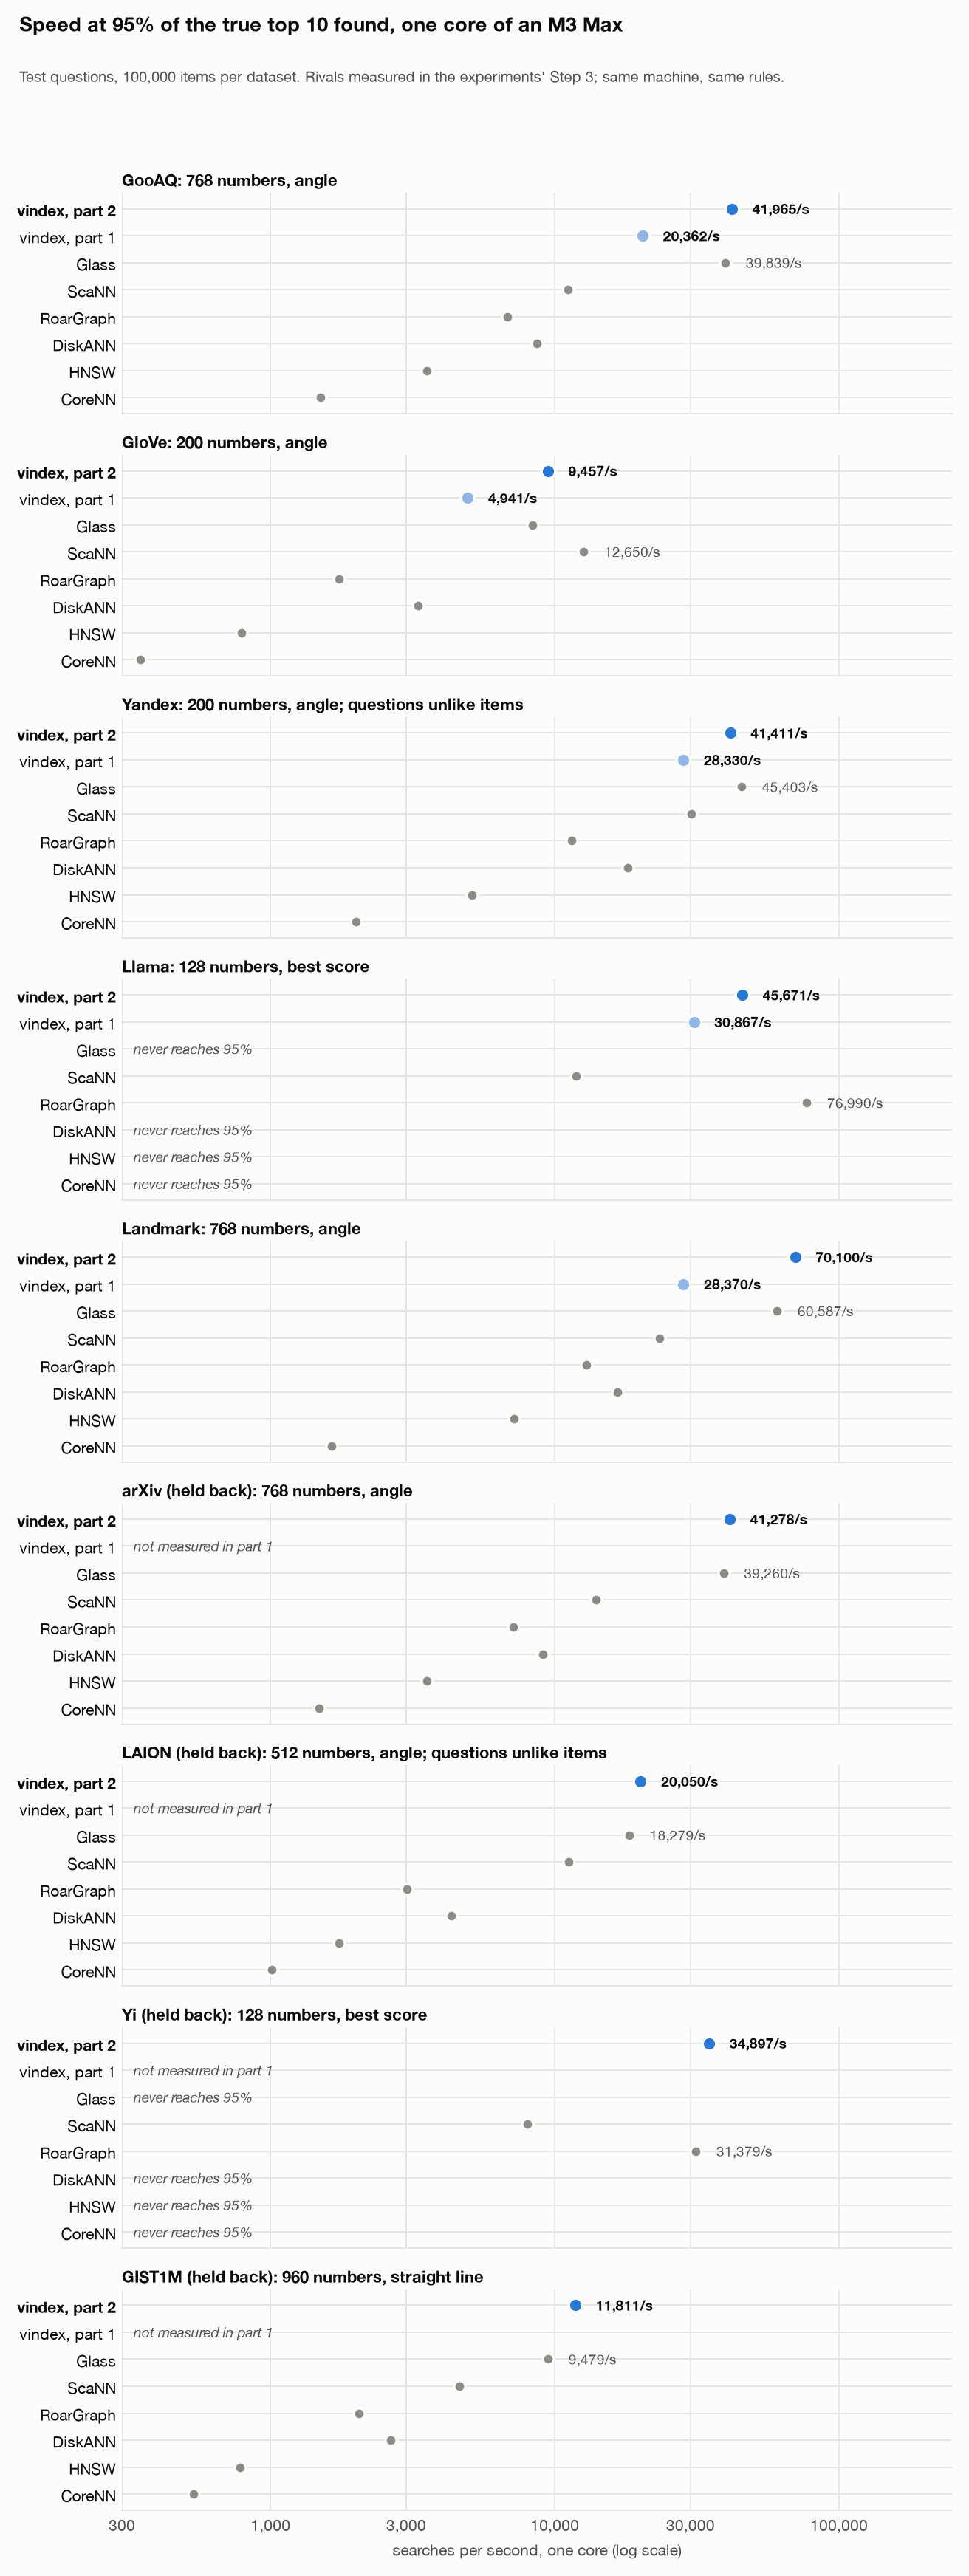 Speed at 95% of the true top 10 found, one core of an M3 Max
Test questions, 100,000 items per dataset. Rivals measured in the experiments' Step 3; same machine, same rules.
GooAQ: 768 numbers, angle
vindex, part 2 41,965/s
vindex, part 1 20,362/s
Glass 39,839/s
ScaNN
RoarGraph
DiskANN
HNSW
CoreNN
GloVe: 200 numbers, angle
vindex, part 2 9,457/s
vindex, part 1 4,941/s
Glass
ScaNN 12,650/s
RoarGraph
DiskANN
HNSW
CoreNN
Yandex: 200 numbers, angle; questions unlike items
vindex, part 2 41,411/s
vindex, part 1 28,330/s
Glass 45,403/s
ScaNN
RoarGraph
DiskANN
HNSW
CoreNN
Llama: 128 numbers, best score
vindex, part 2 45,671/s
vindex, part 1 30,867/s
Glass never reaches 95%
ScaNN
RoarGraph 76,990/s
DiskANN never reaches 95%
HNSW never reaches 95%
CoreNN never reaches 95%
Landmark: 768 numbers, angle
vindex, part 2 70,100/s
vindex, part 1 28,370/s
Glass 60,587/s
ScaNN
RoarGraph
DiskANN
HNSW
CoreNN
arXiv (held back): 768 numbers, angle
vindex, part 2 41,278/s
vindex, part 1 not measured in part 1
Glass 39,260/s
ScaNN
RoarGraph
DiskANN
HNSW
CoreNN
LAION (held back): 512 numbers, angle; questions unlike items
vindex, part 2 20,050/s
vindex, part 1 not measured in part 1
Glass 18,279/s
ScaNN
RoarGraph
DiskANN
HNSW
CoreNN
Yi (held back): 128 numbers, best score
vindex, part 2 34,897/s
vindex, part 1 not measured in part 1
Glass never reaches 95%
ScaNN
RoarGraph 31,379/s
DiskANN never reaches 95%
HNSW never reaches 95%
CoreNN never reaches 95%
GIST1M (held back): 960 numbers, straight line
vindex, part 2 11,811/s
vindex, part 1 not measured in part 1
Glass 9,479/s
ScaNN
RoarGraph
DiskANN
HNSW
CoreNN
300 1,000 3,000 10,000 30,000 100,000
searches per second, one core (log scale)